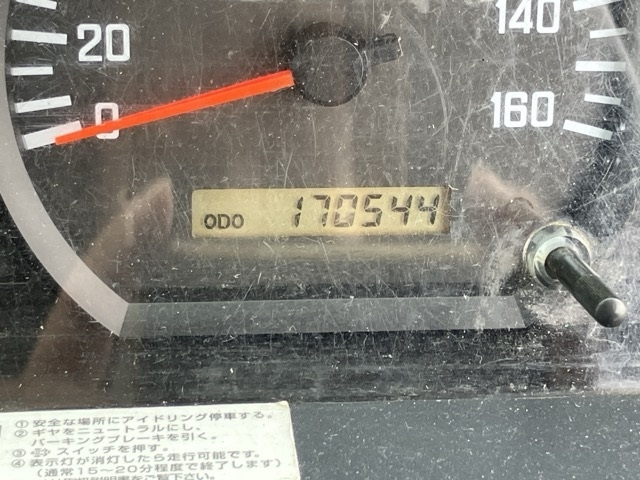 20
140
0
160
ODO 170544
①安全な場所にアイドリング停車する。
②ギヤをニュートラルにし、
パーキングブレーキを引く。
③スイッチを押す。
④表示灯が消灯したら走行可能です。
(通常15～20分程度で終了します)